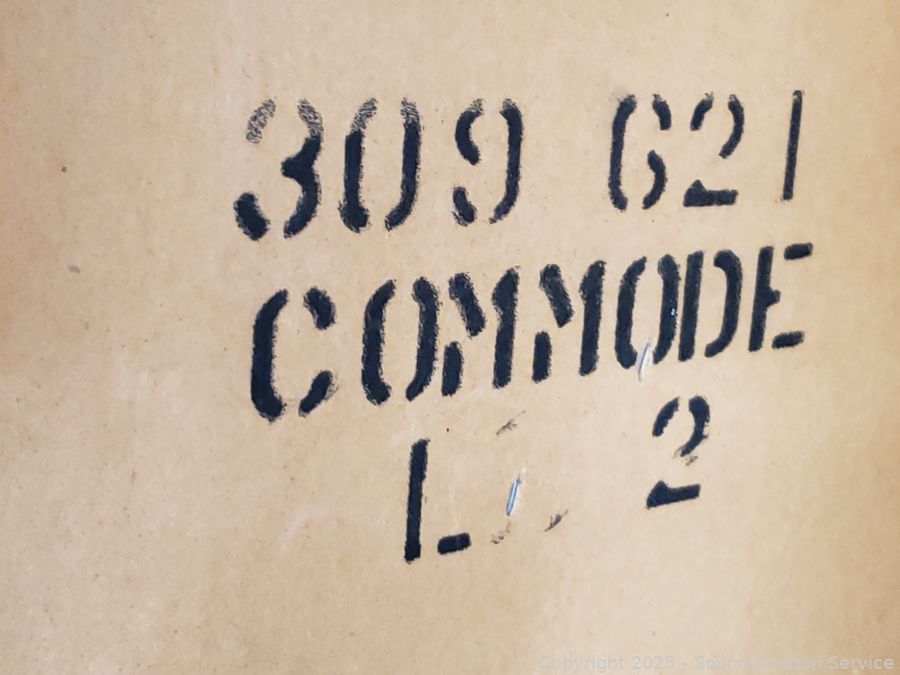 309 621
COMMODE
2
Copyright 2025 - Sound Auction Service